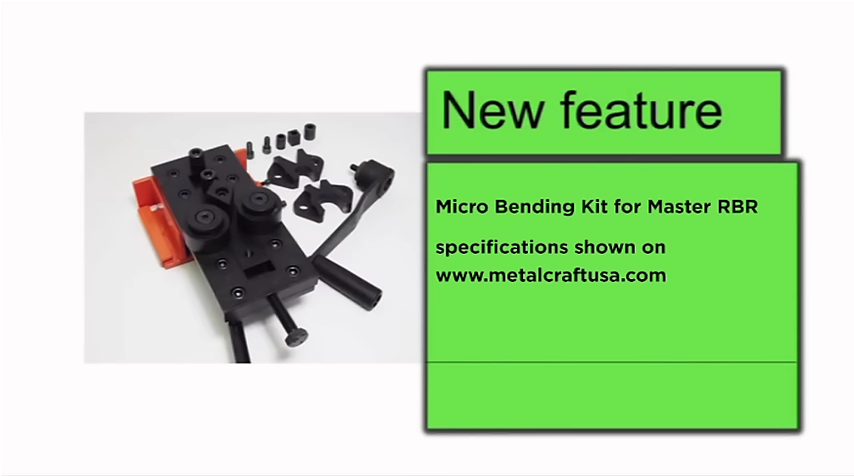 New feature
Micro Bending Kit for Master RBR
specifications shown on
www.metalcraftusa.com